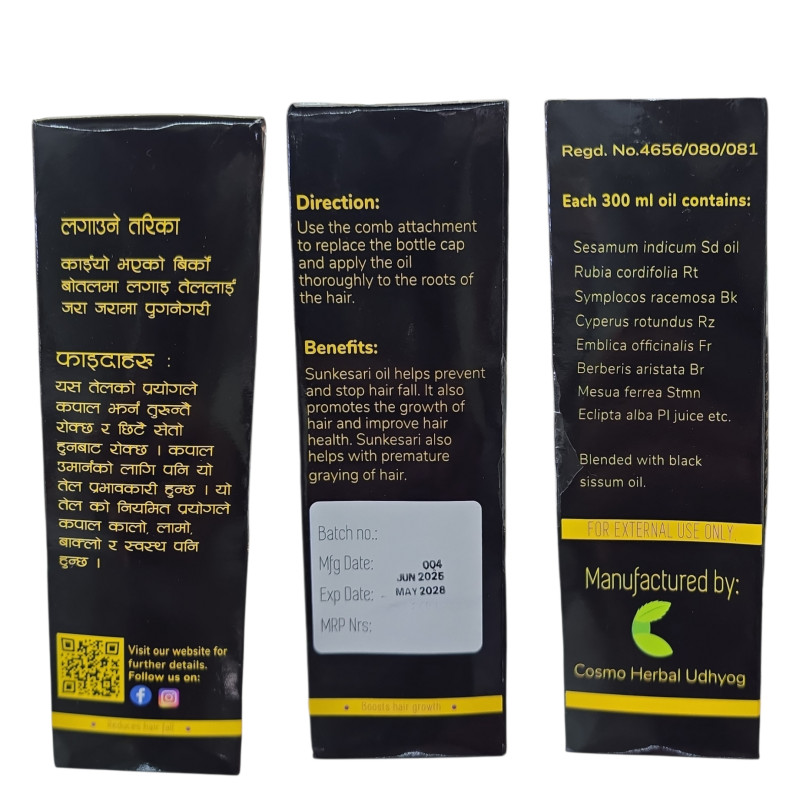 लगाउने तरिका
काईयो भएको बिर्को
बोतलमा लगाइ तेललाई
जरा जरामा पुगनेगरी
फाइदाहरु :
यस तेलको प्रयोगले
कपाल झर्न तुरुन्तै
रोक्छ र छिटै सेतो
हुनबाट रोक्छ । कपाल
उमार्नको लागि पनि यो
तेल प्रभावकारी हुन्छ । यो
तेल को नियमित प्रयोगले
कपाल कालो, लामो,
बाक्लो र स्वस्थ पनि
हुन्छ ।
Visit our website for
further details.
Follow us on:
• Reduces hair fall •
Direction:
Use the comb attachment
to replace the bottle cap
and apply the oil
thoroughly to the roots of
the hair.
Benefits:
Sunkesari oil helps prevent
and stop hair fall. It also
promotes the growth of
hair and improve hair
health. Sunkesari also
helps with premature
graying of hair.
Batch no.:
Mfg Date: 004
JUN 2025
Exp Date: - MAY 2028
MRP Nrs:
• Boosts hair growth •
Regd. No.4656/080/081
Each 300 ml oil contains:
Sesamum indicum Sd oil
Rubia cordifolia Rt
Symplocos racemosa Bk
Cyperus rotundus Rz
Emblica officinalis Fr
Berberis aristata Br
Mesua ferrea Stmn
Eclipta alba Pl juice etc.
Blended with black
sissum oil.
FOR EXTERNAL USE ONLY.
Manufactured by:
Cosmo Herbal Udhyog